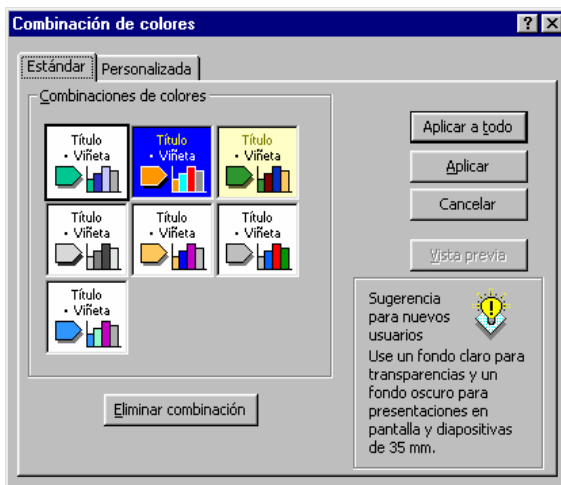 Combinación de colores
Estándar
Personalizada
Combinaciones de colores
Título
• Viñeta
Título
• Viñeta
Título
• Viñeta
Título
• Viñeta
Título
• Viñeta
Título
• Viñeta
Título
• Viñeta
Eliminar combinación
Aplicar a todo
Aplicar
Cancelar
Vista previa
Sugerencia
para nuevos
usuarios
Use un fondo claro para
transparencias y un
fondo oscuro para
presentaciones en
pantalla y diapositivas
de 35 mm.